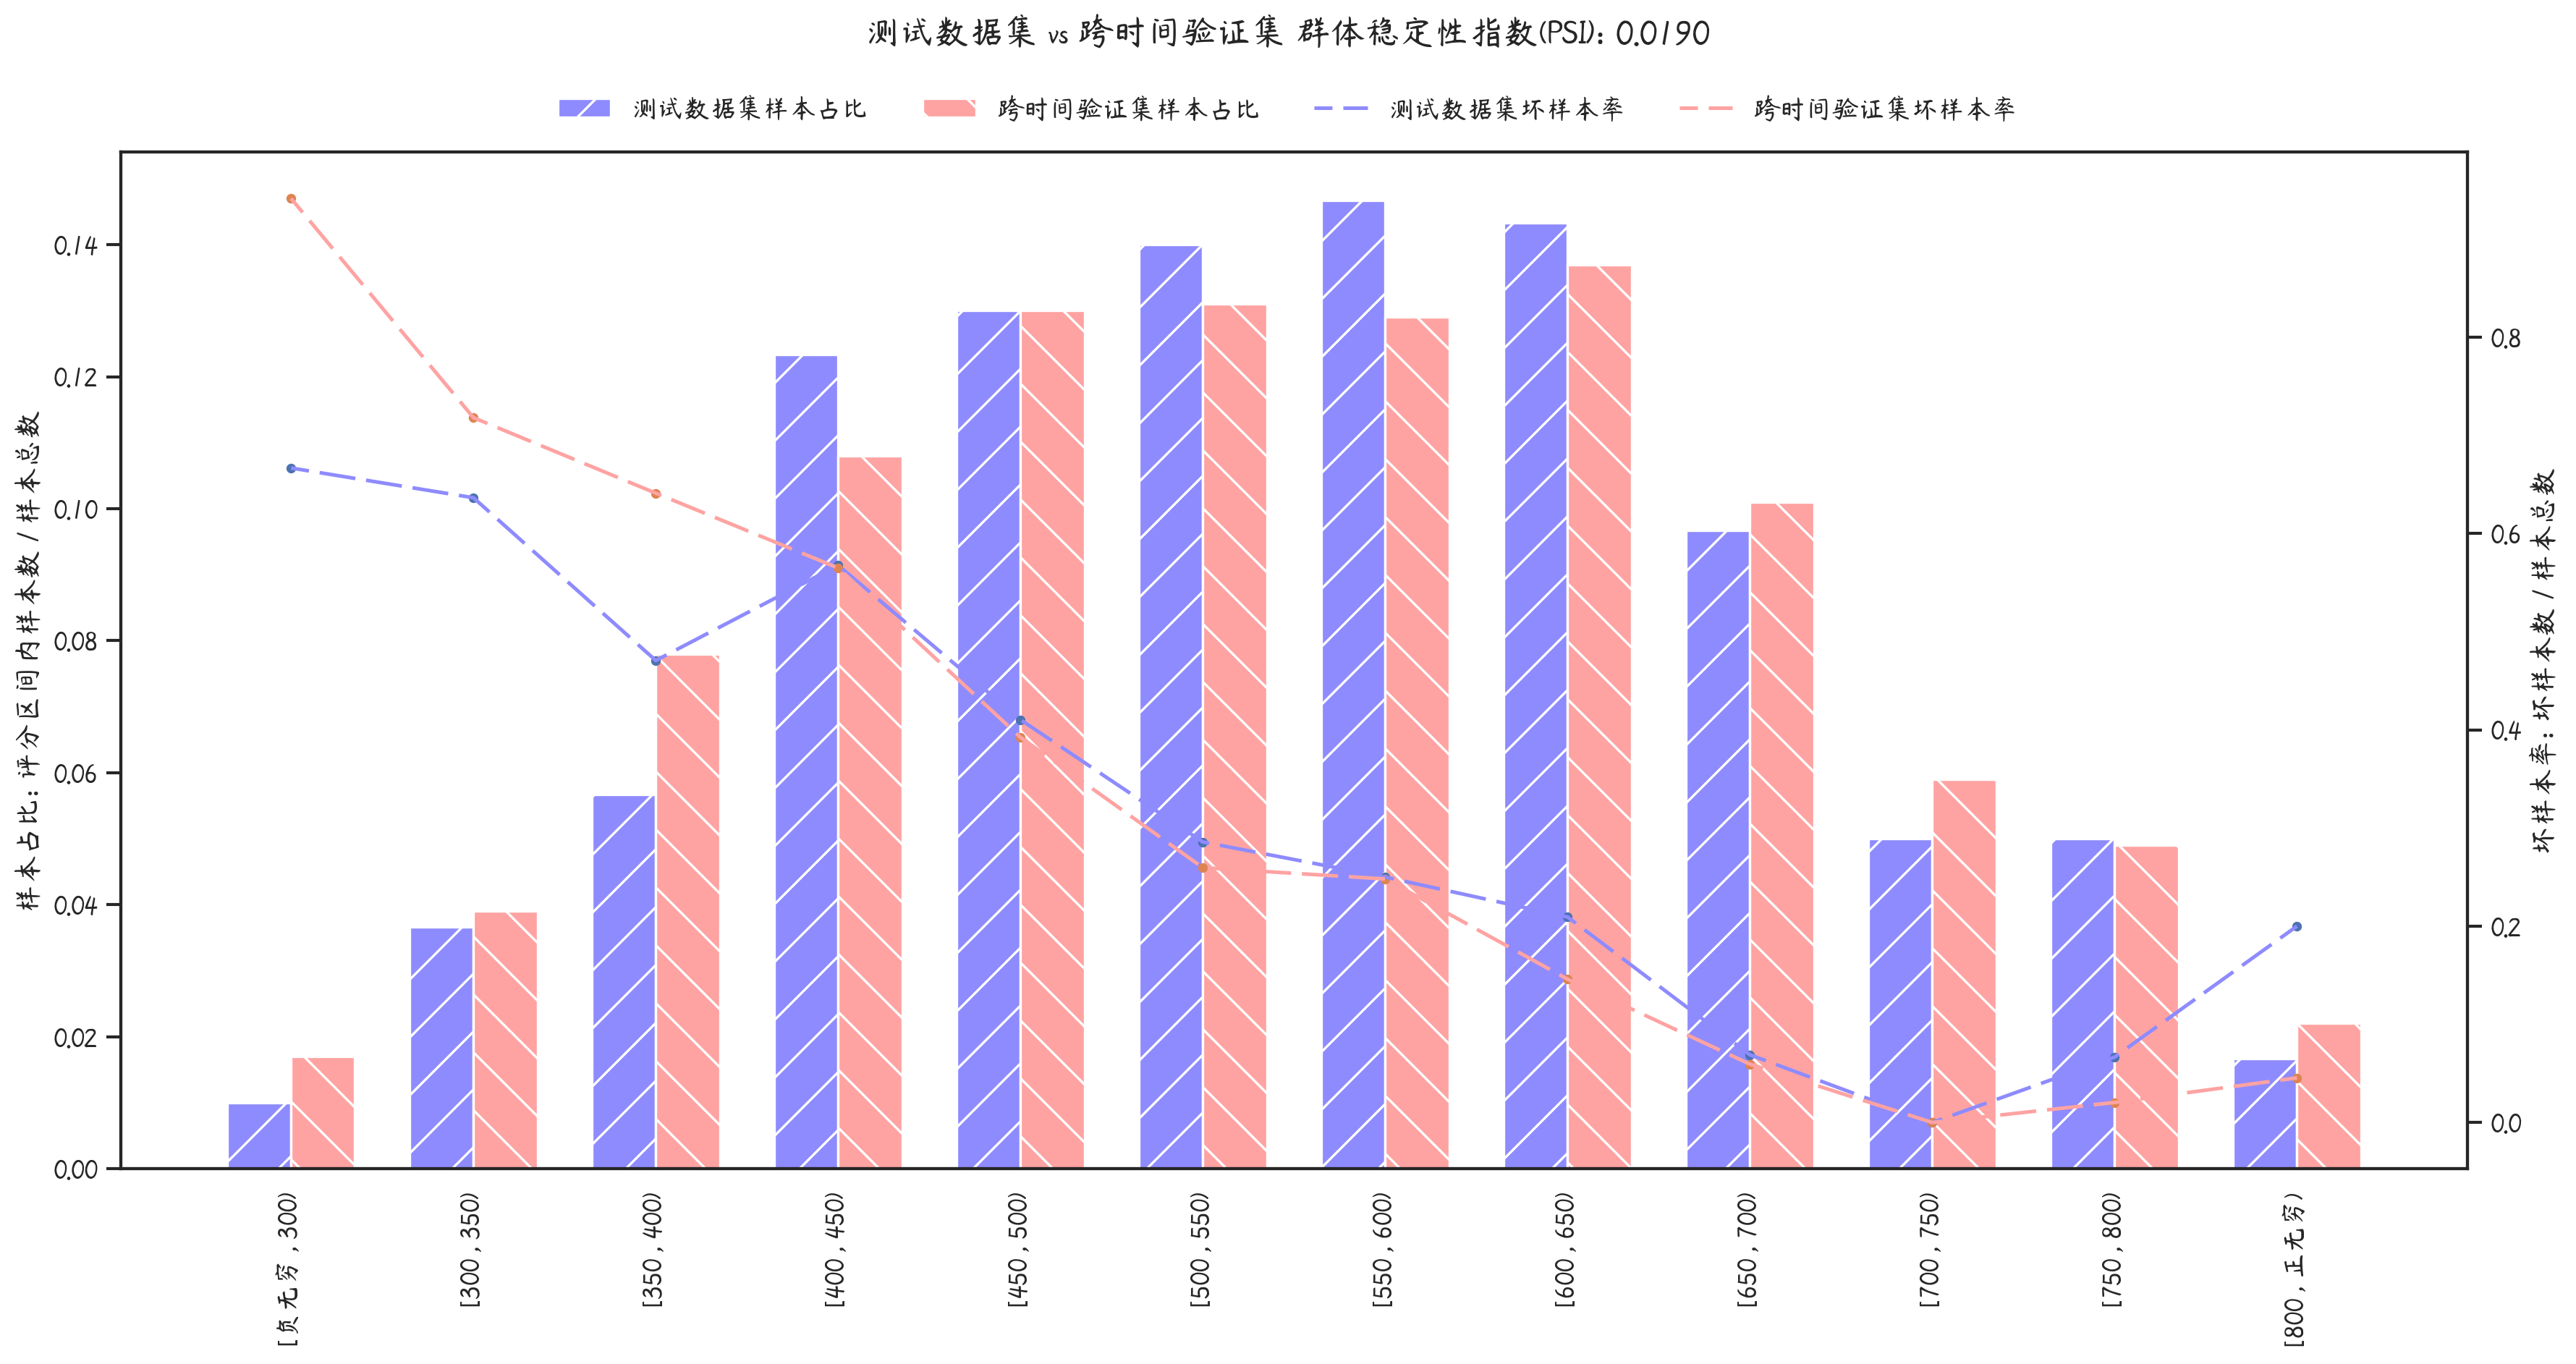 测试数据集 vs 跨时间验证集 群体稳定性指数(PSI): 0.0190
测试数据集样本占比 跨时间验证集样本占比 测试数据集坏样本率 跨时间验证集坏样本率
样本占比: 评分区间内样本数 / 样本总数
0.14
0.12
0.10
0.08
0.06
0.04
0.02
0.00
0.8
0.6
0.4
0.2
0.0
坏样本率: 坏样本数 / 样本总数
[负无穷 , 300)
[300 , 350)
[350 , 400)
[400 , 450)
[450 , 500)
[500 , 550)
[550 , 600)
[600 , 650)
[650 , 700)
[700 , 750)
[750 , 800)
[800 , 正无穷)